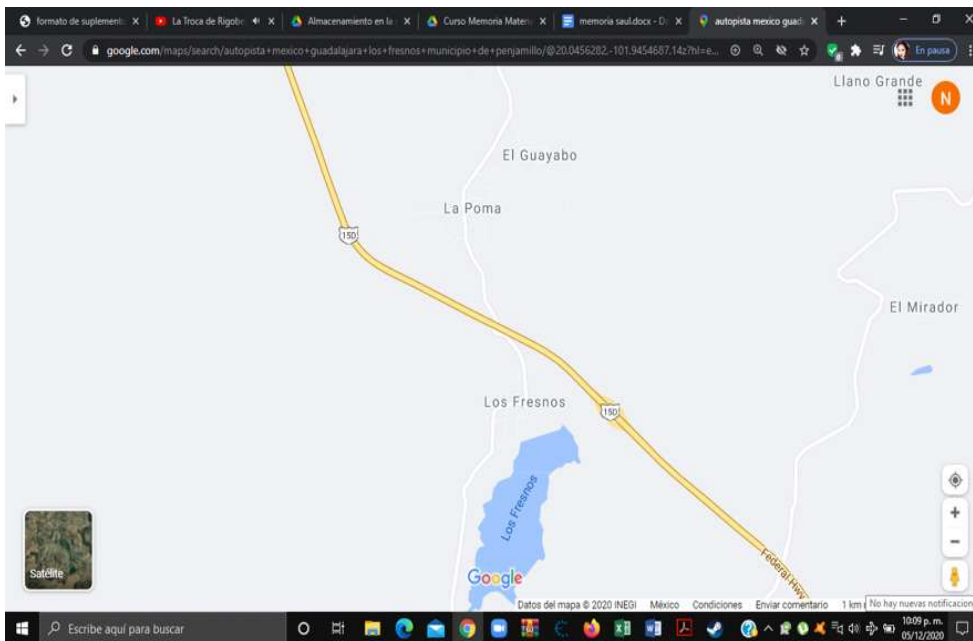 formato de suplement
La Troca de Rigobe
Almacenamiento en la
Curso Memoria Materi
memoria saul.docx - D
autopista mexico guad
google.com/maps/search/autopista+mexico+guadalajara+los+fresnos+municipio+de+penjamillo/@20.0456282,-101.9454687,14z?hl=e...
En pausa
Llano Grande
N
El Guayabo
La Poma
15D
El Mirador
Los Fresnos
15D
Los Fresnos
Satélite
Google
Federal Hwy
Datos del mapa © 2020 INEGI México Condiciones Enviar comentario 1 km
No hay nuevas notificacion
Escribe aquí para buscar
10:09 p. m.
05/12/2020